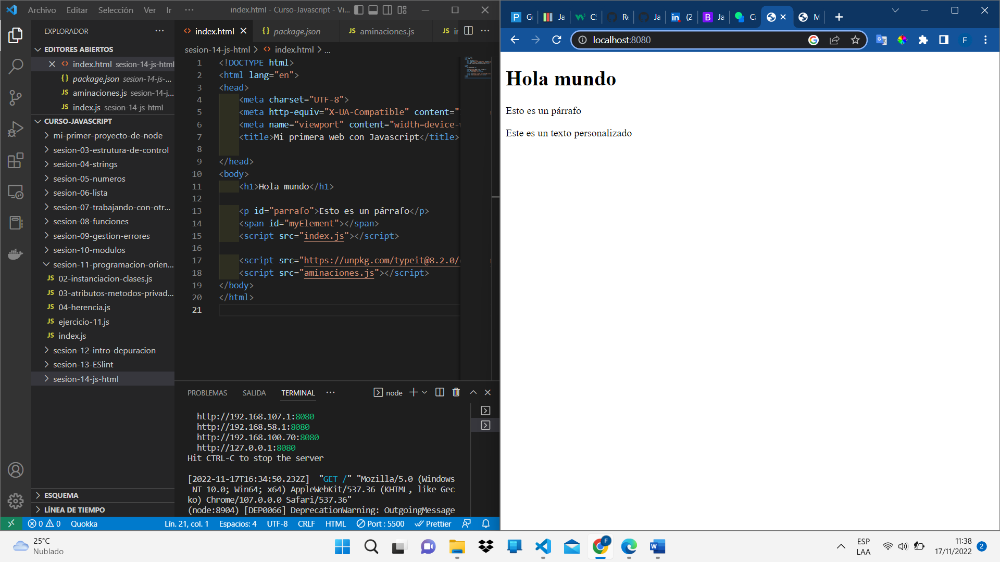 Archivo Editar Selección Ver Ir ··· index.html - Curso-Javascript - Vi...
EXPLORADOR
EDITORES ABIERTOS
index.html sesion-14-js-html
{} package.json sesion-14-js-...
JS aminaciones.js sesion-14-j...
JS index.js sesion-14-js-html
CURSO-JAVASCRIPT
mi-primer-proyecto-de-node
sesion-03-estrutura-de-control
sesion-04-strings
sesion-05-numeros
sesion-06-lista
sesion-07-trabajando-con-otr...
sesion-08-funciones
sesion-09-gestion-errores
sesion-10-modulos
sesion-11-programacion-orien...
JS 02-instanciacion-clases.js
JS 03-atributos-metodos-privad...
JS 04-herencia.js
JS ejercicio-11.js
JS index.js
sesion-12-intro-depuracion
sesion-13-ESlint
sesion-14-js-html
ESQUEMA
LÍNEA DE TIEMPO
index.html {} package.json JS aminaciones.js JS in
sesion-14-js-html > index.html > ...
1 <!DOCTYPE html>
2 <html lang="en">
3 <head>
4 <meta charset="UTF-8">
5 <meta http-equiv="X-UA-Compatible" content="
6 <meta name="viewport" content="width=device-w
7 <title>Mi primera web con Javascript</title>
8
9 </head>
10 <body>
11 <h1>Hola mundo</h1>
12
13 <p id="parrafo">Esto es un párrafo</p>
14 <span id="myElement"></span>
15 <script src="index.js"></script>
16
17 <script src="https://unpkg.com/typeit@8.2.0/
18 <script src="aminaciones.js"></script>
19 </body>
20 </html>
21
PROBLEMAS SALIDA TERMINAL ··· node
http://192.168.107.1:8080
http://192.168.58.1:8080
http://192.168.100.70:8080
http://127.0.0.1:8080
Hit CTRL-C to stop the server
[2022-11-17T16:34:50.232Z] "GET /" "Mozilla/5.0 (Windows
NT 10.0; Win64; x64) AppleWebKit/537.36 (KHTML, like Gec
ko) Chrome/107.0.0.0 Safari/537.36"
(node:8904) [DEP0066] DeprecationWarning: OutgoingMessage
0 0 Quokka Lín. 21, col. 1 Espacios: 4 UTF-8 CRLF HTML Port : 5500 Prettier
P G Ja CS Re Ja in (2 B Ja Ca M
localhost:8080 F
Hola mundo
Esto es un párrafo
Este es un texto personalizado
25°C
Nublado
F
ESP
LAA
11:38
17/11/2022
2